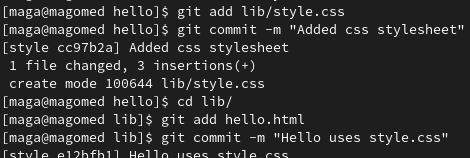 [maga@magomed hello]$ git add lib/style.css
[maga@magomed hello]$ git commit -m "Added css stylesheet"
[style cc97b2a] Added css stylesheet
 1 file changed, 3 insertions(+)
 create mode 100644 lib/style.css
[maga@magomed hello]$ cd lib/
[maga@magomed lib]$ git add hello.html
[maga@magomed lib]$ git commit -m "Hello uses style.css"
[style e12bfb1] Hello uses style.css